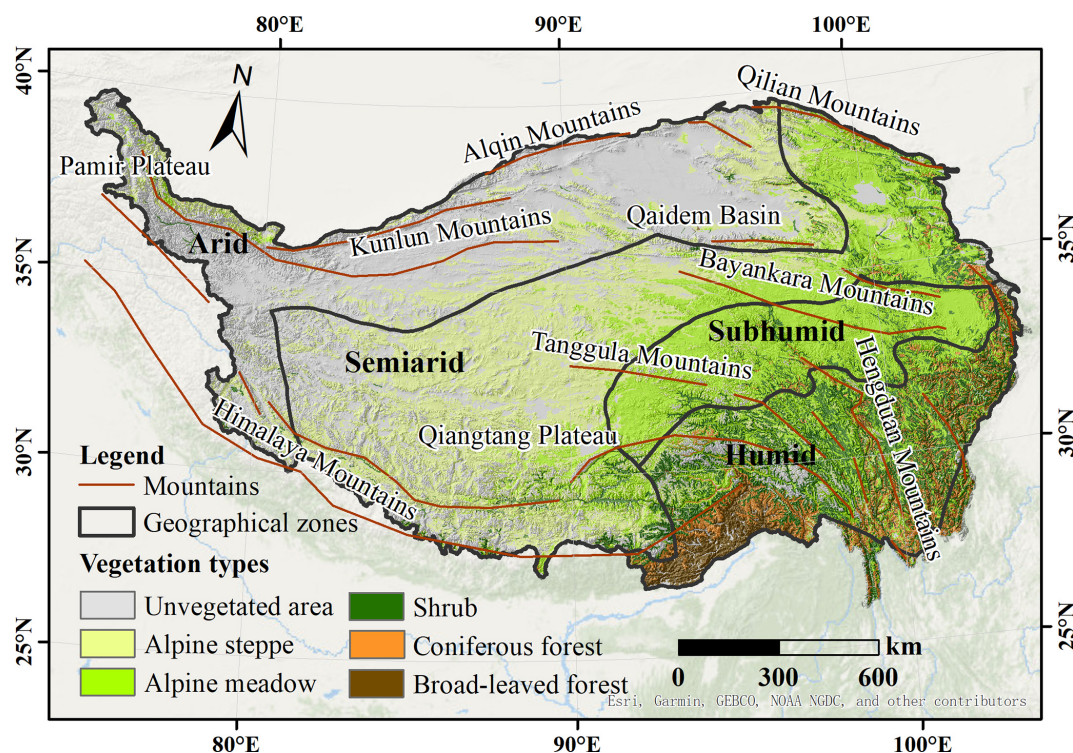 80°E
90°E
100°E
40°N
N
Qilian Mountains
Alqin Mountains
Pamir Plateau
Qaidem Basin
Kunlun Mountains
Arid
35°N
35°N
Bayankara Mountains
Subhumid
Semiarid
Tanggula Mountains
Hengduan Mountains
Himalaya Mountains
Qiangtang Plateau
Humid
30°N
30°N
Legend
Mountains
Geographical zones
Vegetation types
Unvegetated area
Shrub
Alpine steppe
Coniferous forest
Alpine meadow
Broad-leaved forest
km
0
300
600
25°N
25°N
Esri, Garmin, GEBCO, NOAA NGDC, and other contributors
80°E
90°E
100°E